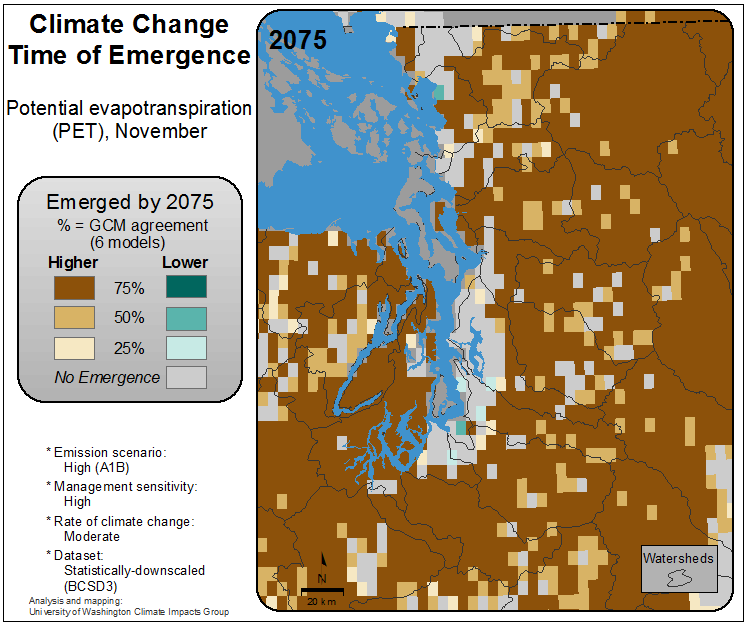 Climate Change
Time of Emergence
Potential evapotranspiration
(PET), November
Emerged by 2075
% = GCM agreement
(6 models)
Higher Lower
75%
50%
25%
No Emergence
* Emission scenario:
High (A1B)
* Management sensitivity:
High
* Rate of climate change:
Moderate
* Dataset:
Statistically-downscaled
(BCSD3)
Analysis and mapping:
University of Washington Climate Impacts Group
2075
N
20 km
Watersheds